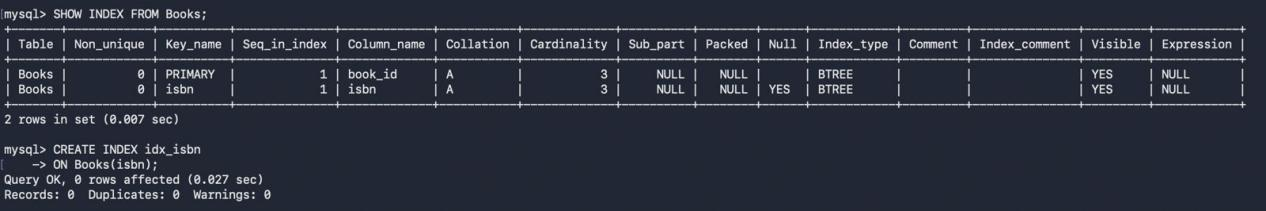 mysql> SHOW INDEX FROM Books;
+-------+------------+----------+--------------+-------------+-----------+-------------+----------+--------+------+------------+---------+---------------+---------+------------+
| Table | Non_unique | Key_name | Seq_in_index | Column_name | Collation | Cardinality | Sub_part | Packed | Null | Index_type | Comment | Index_comment | Visible | Expression |
+-------+------------+----------+--------------+-------------+-----------+-------------+----------+--------+------+------------+---------+---------------+---------+------------+
| Books |          0 | PRIMARY  |            1 | book_id     | A         |           3 |     NULL |   NULL |      | BTREE      |         |               | YES     | NULL       |
| Books |          0 | isbn     |            1 | isbn        | A         |           3 |     NULL |   NULL | YES  | BTREE      |         |               | YES     | NULL       |
+-------+------------+----------+--------------+-------------+-----------+-------------+----------+--------+------+------------+---------+---------------+---------+------------+
2 rows in set (0.007 sec)

mysql> CREATE INDEX idx_isbn
    -> ON Books(isbn);
Query OK, 0 rows affected (0.027 sec)
Records: 0  Duplicates: 0  Warnings: 0